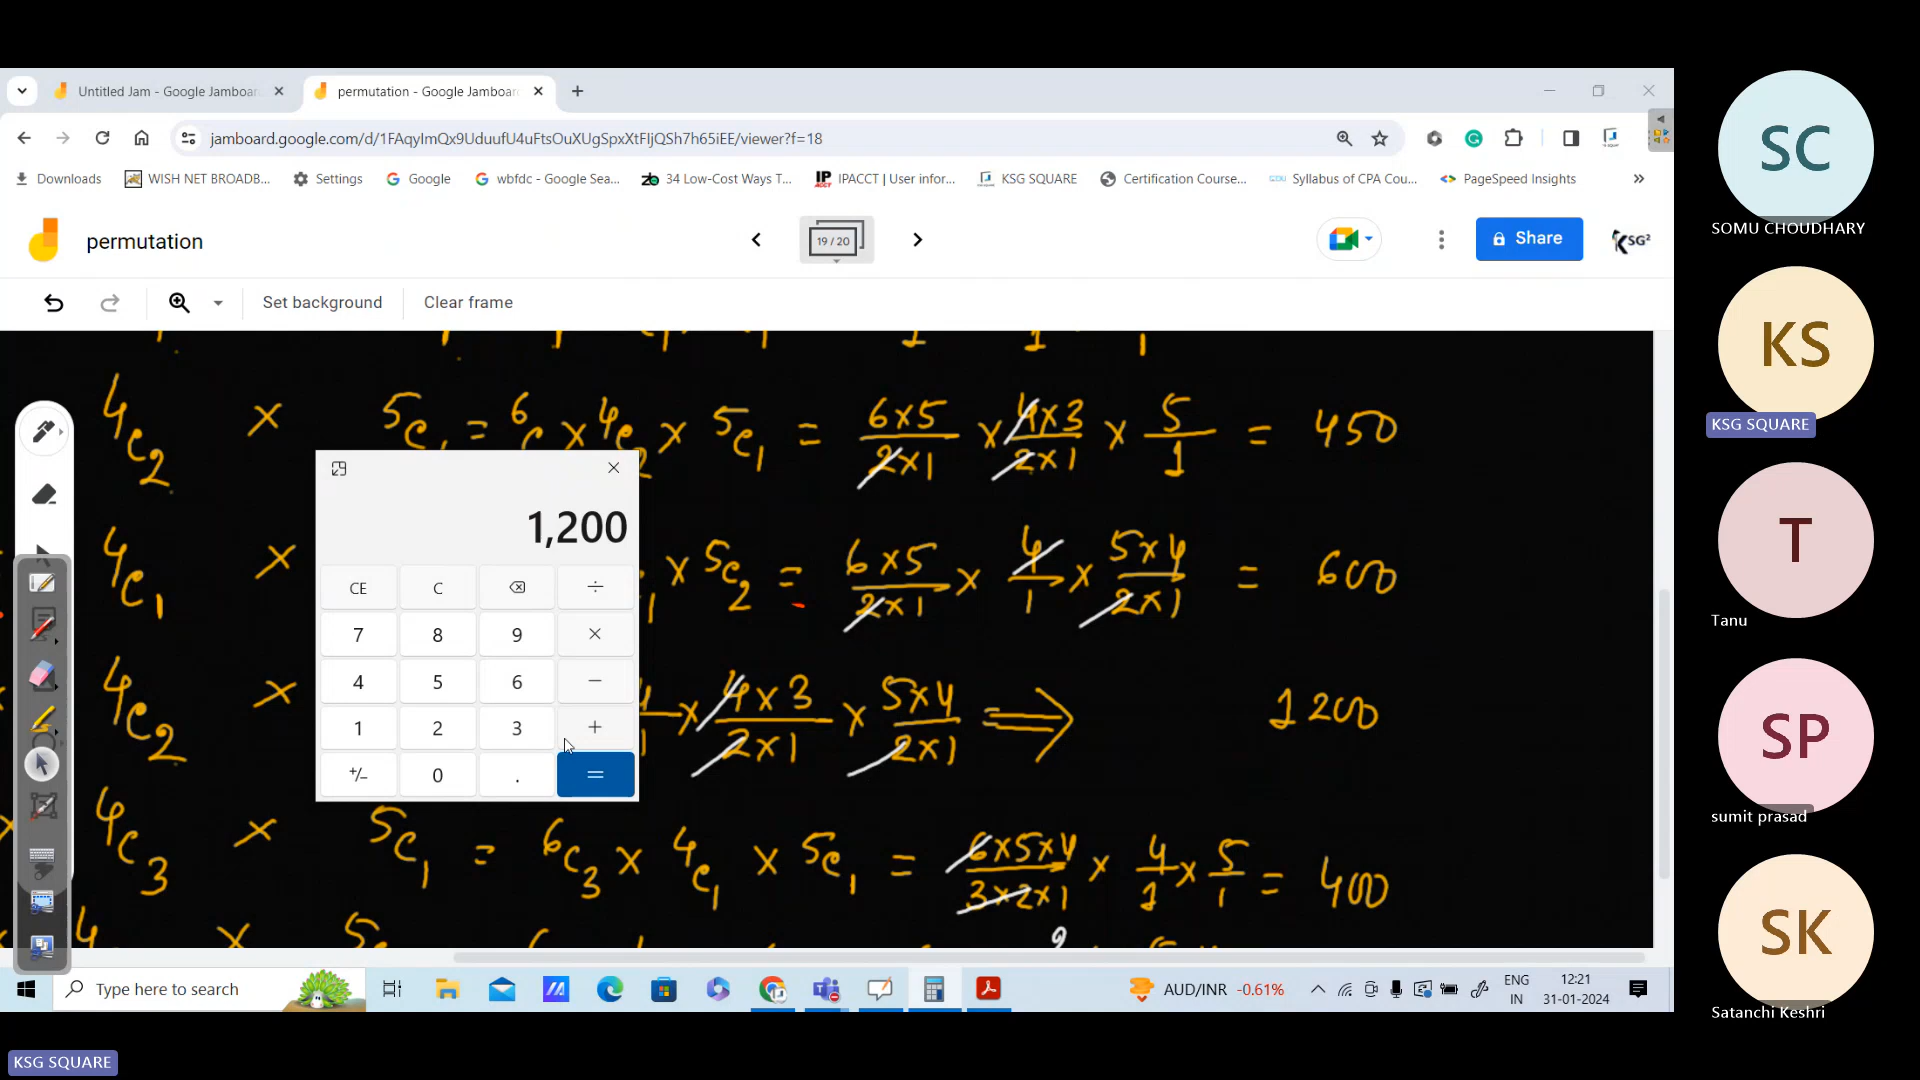 Untitled Jam - Google Jamboar
permutation - Google Jamboar
jamboard.google.com/d/1FAqyImQx9UduufU4uFtsOuXUgSpxXtFIjQSh7h65iEE/viewer?f=18
Downloads WISH NET BROADB... Settings Google wbfdc - Google Sea... 34 Low-Cost Ways T... IPACCT | User infor... KSG SQUARE Certification Course... Syllabus of CPA Cou... PageSpeed Insights
permutation
19 / 20
Share
KSG²
Set background Clear frame
4c2 × 5c1 = 6c × 4c2 × 5c1 = 6×5/2×1 × 4×3/2×1 × 5/1 = 450
4c1 × 1 × 5c2 = 6×5/2×1 × 4/1 × 5×4/2×1 = 600
4c2 × 1 × 4×3/2×1 × 5×4/2×1 ⇒ 1200
4c3 × 5c1 = 6c3 × 4c1 × 5c1 = 6×5×4/3×2×1 × 4/1 × 5/1 = 400
1,200
CE C ÷
7 8 9 ×
4 5 6 −
1 2 3 +
+/− 0 . =
Type here to search
AUD/INR -0.61%
ENG
IN
12:21
31-01-2024
SC
SOMU CHOUDHARY
KS
KSG SQUARE
T
Tanu
SP
sumit prasad
SK
Satanchi Keshri
KSG SQUARE